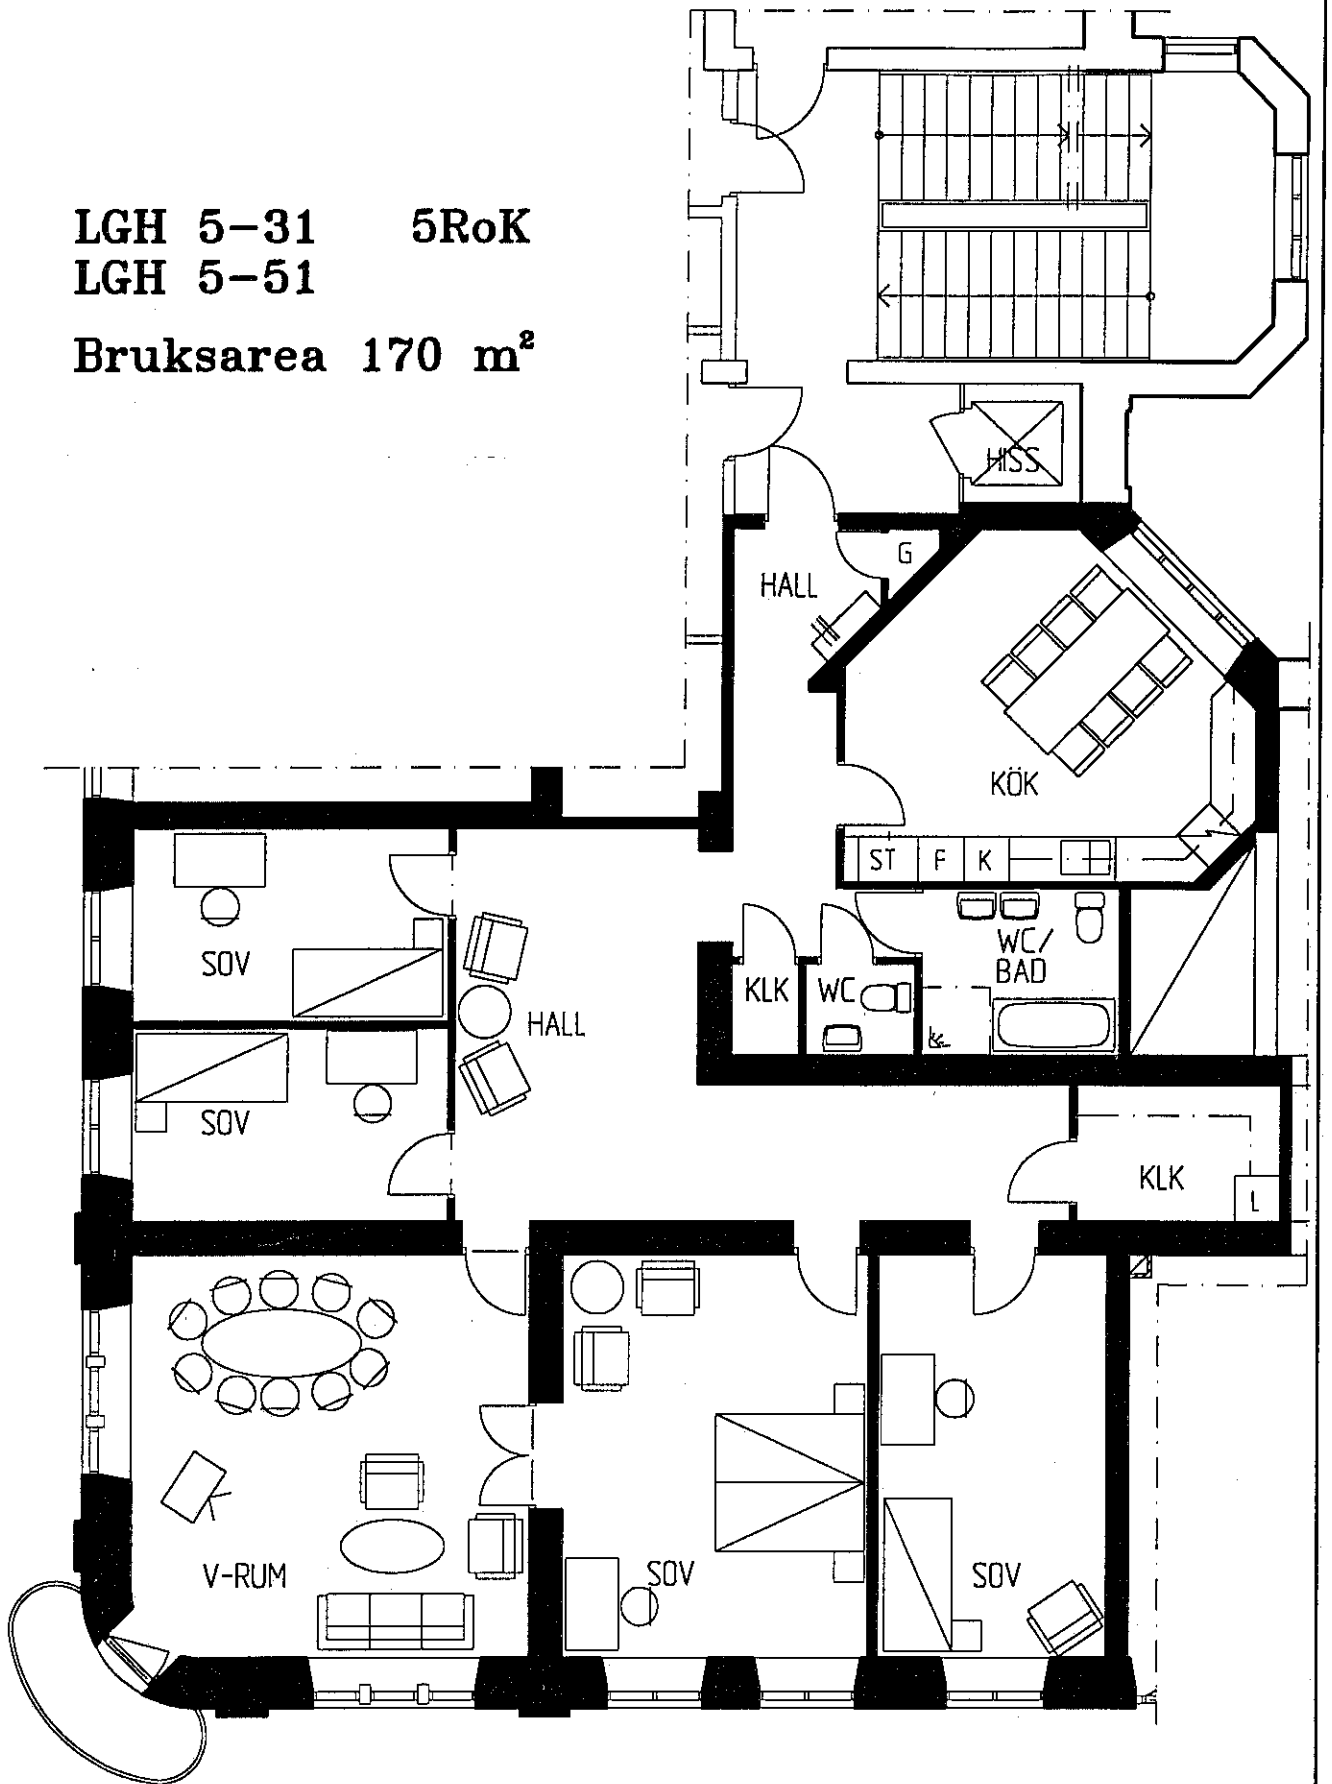 LGH 5-31 5RoK
LGH 5-51
Bruksarea 170 m²
HISS
G
HALL
KÖK
ST F K
SOV
WC/
BAD
KLK WC
HALL
SOV
KLK
L
V-RUM
SOV
SOV